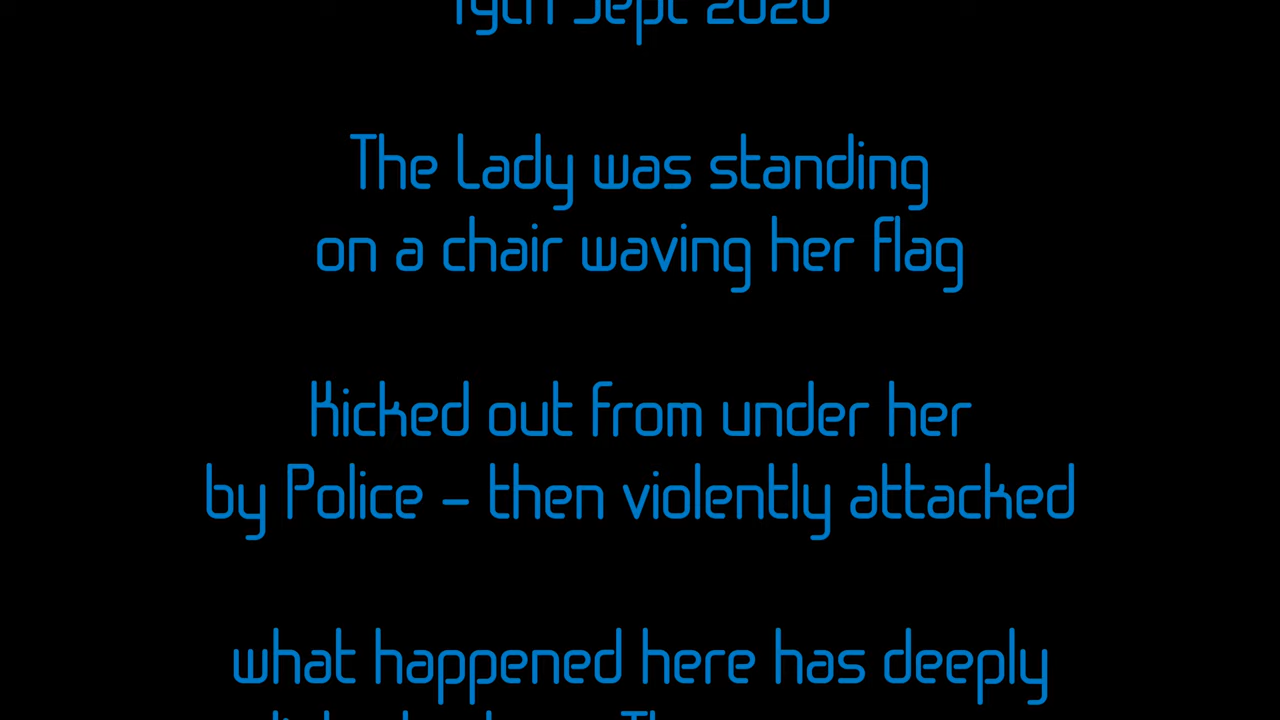 19th Sept 2020
The Lady was standing
on a chair waving her flag
Kicked out from under her
by Police – then violently attacked
what happened here has deeply